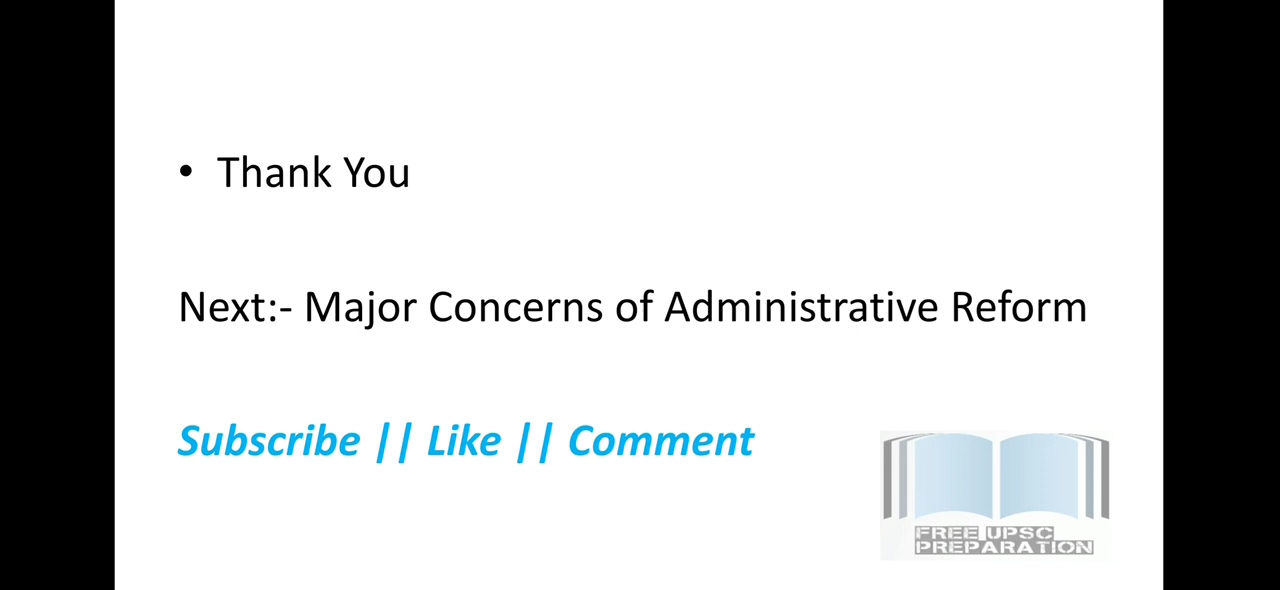 • Thank You
Next:- Major Concerns of Administrative Reform
Subscribe || Like || Comment
FREE UPSC
PREPARATION